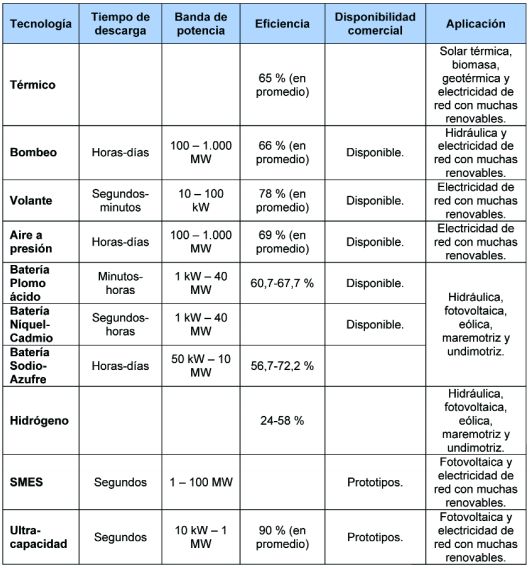 Tecnología
Tiempo de
descarga
Banda de
potencia
Eficiencia
Disponibilidad
comercial
Aplicación
Térmico
65 % (en
promedio)
Solar térmica,
biomasa,
geotérmica y
electricidad de
red con muchas
renovables.
Bombeo
Horas-días
100 – 1.000
MW
66 % (en
promedio)
Disponible.
Hidráulica y
electricidad de
red con muchas
renovables.
Volante
Segundos-
minutos
10 – 100
kW
78 % (en
promedio)
Disponible.
Electricidad de
red con muchas
renovables.
Aire a
presión
Horas-días
100 – 1.000
MW
69 % (en
promedio)
Disponible.
Electricidad de
red con muchas
renovables.
Batería
Plomo
ácido
Minutos-
horas
1 kW – 40
MW
60,7-67,7 %
Disponible.
Hidráulica,
fotovoltaica,
eólica,
maremotriz y
undimotriz.
Batería
Níquel-
Cadmio
Segundos-
horas
1 kW – 40
MW
Disponible.
Batería
Sodio-
Azufre
Horas-días
50 kW – 10
MW
56,7-72,2 %
Hidrógeno
24-58 %
Hidráulica,
fotovoltaica,
eólica,
maremotriz y
undimotriz.
SMES
Segundos
1 – 100 MW
Prototipos.
Fotovoltaica y
electricidad de
red con muchas
renovables.
Ultra-
capacidad
Segundos
10 kW – 1
MW
90 % (en
promedio)
Prototipos.
Fotovoltaica y
electricidad de
red con muchas
renovables.